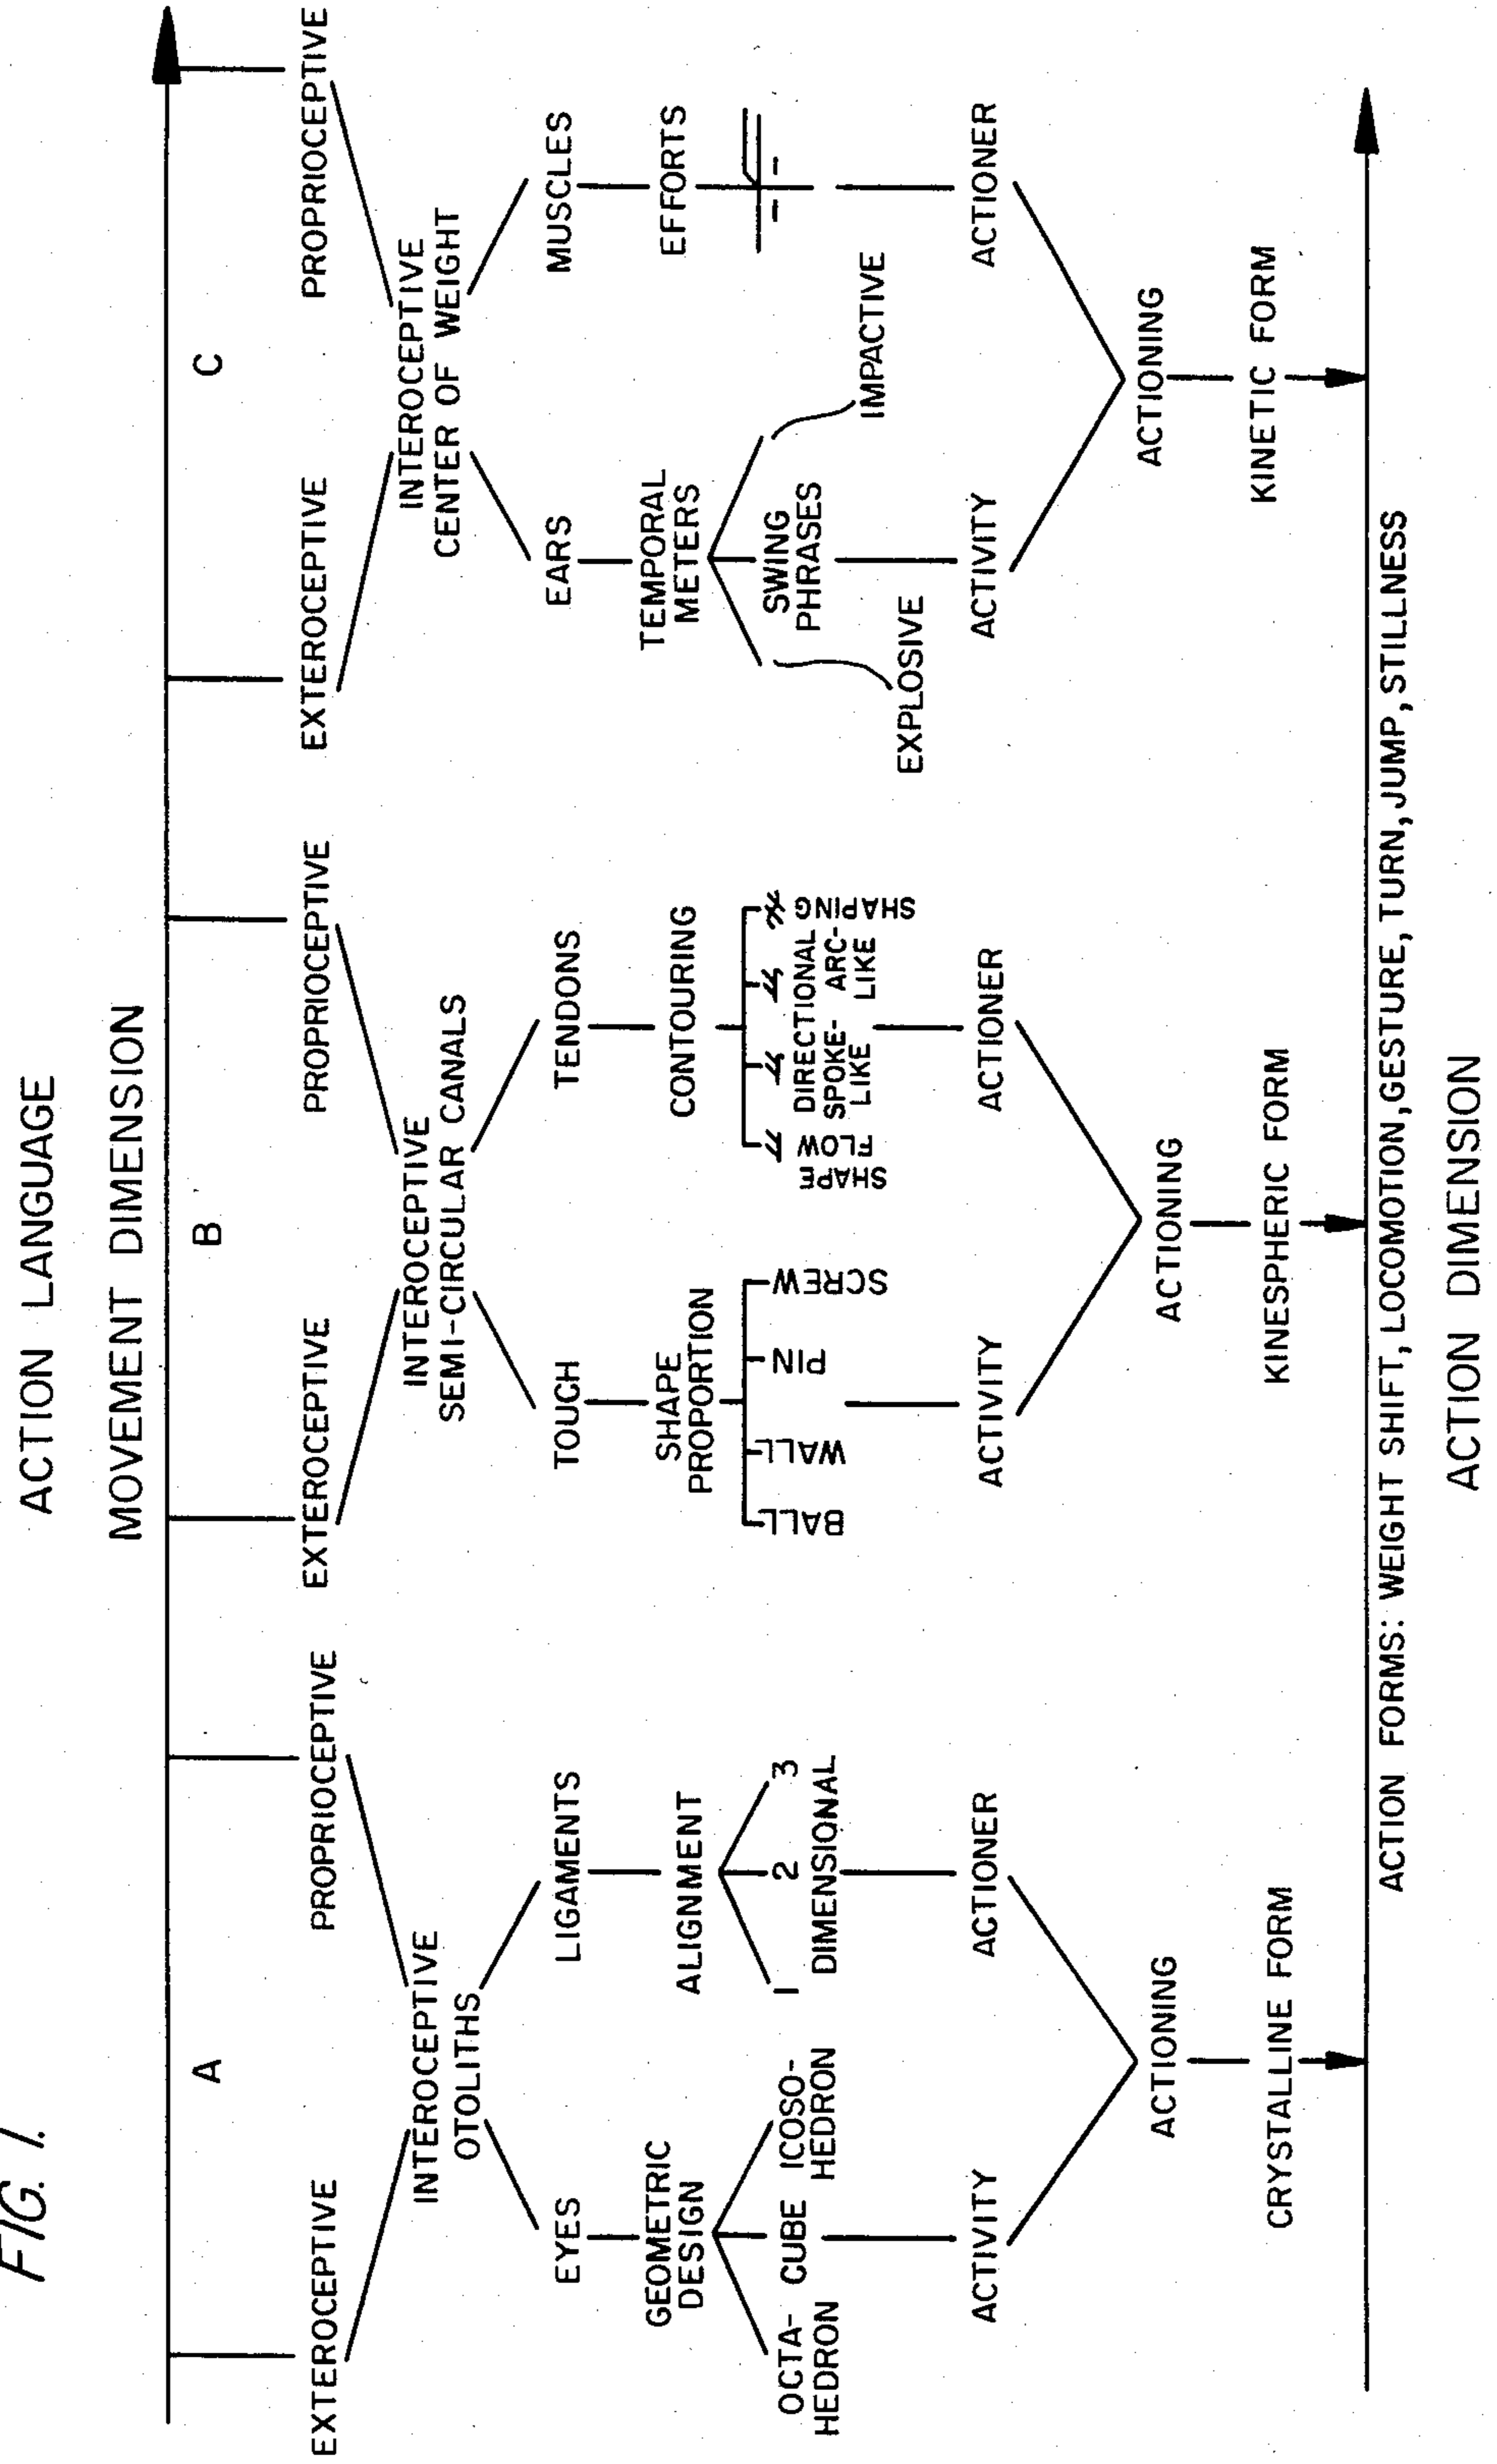 FIG. 1.
ACTION LANGUAGE
MOVEMENT DIMENSION
A
EXTEROCEPTIVE
PROPRIOCEPTIVE
INTEROCEPTIVE
OTOLITHS
EYES
LIGAMENTS
GEOMETRIC
DESIGN
ALIGNMENT
OCTA-
HEDRON
CUBE
ICOSO-
HEDRON
1
2
3
DIMENSIONAL
ACTIVITY
ACTIONER
ACTIONING
CRYSTALLINE FORM
B
EXTEROCEPTIVE
PROPRIOCEPTIVE
INTEROCEPTIVE
SEMI-CIRCULAR CANALS
TOUCH
TENDONS
SHAPE
PROPORTION
CONTOURING
BALL
WALL
PIN
SCREW
SHAPE
FLOW
DIRECTIONAL
SPOKE-
LIKE
ARC-
LIKE
SHAPING
ACTIVITY
ACTIONER
ACTIONING
KINESPHERIC FORM
C
EXTEROCEPTIVE
PROPRIOCEPTIVE
INTEROCEPTIVE
CENTER OF WEIGHT
EARS
MUSCLES
TEMPORAL
METERS
EFFORTS
EXPLOSIVE
SWING
PHRASES
IMPACTIVE
ACTIVITY
ACTIONER
ACTIONING
KINETIC FORM
ACTION FORMS: WEIGHT SHIFT, LOCOMOTION, GESTURE, TURN, JUMP, STILLNESS
ACTION DIMENSION